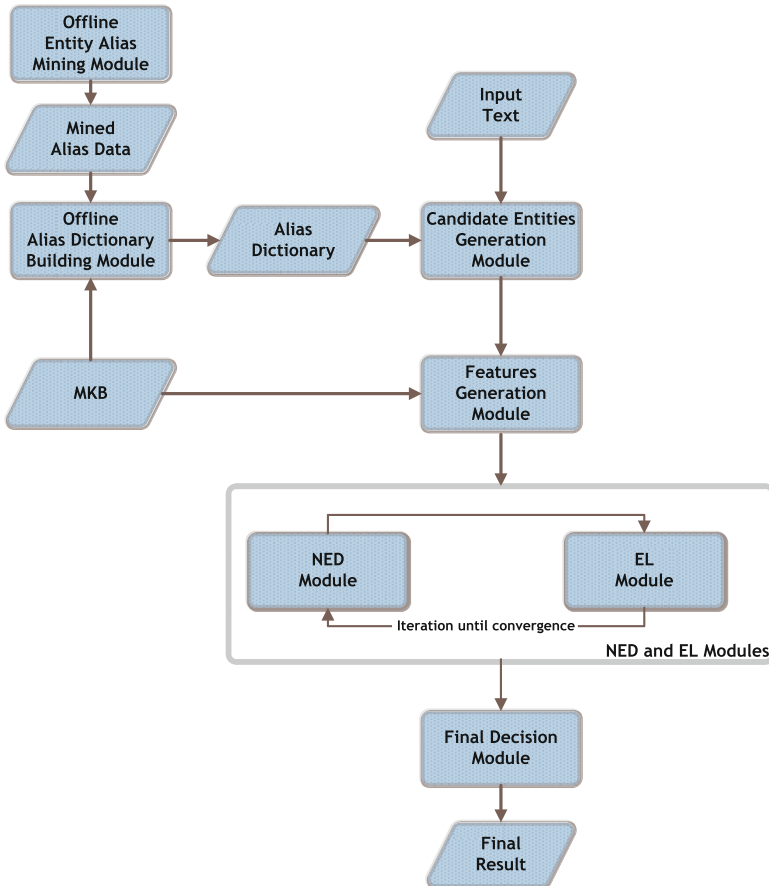 Offline
Entity Alias
Mining Module
Mined
Alias Data
Input
Text
Offline
Alias Dictionary
Building Module
Alias
Dictionary
Candidate Entities
Generation
Module
MKB
Features
Generation
Module
NED
Module
EL
Module
Iteration until convergence
NED and EL Modules
Final Decision
Module
Final
Result